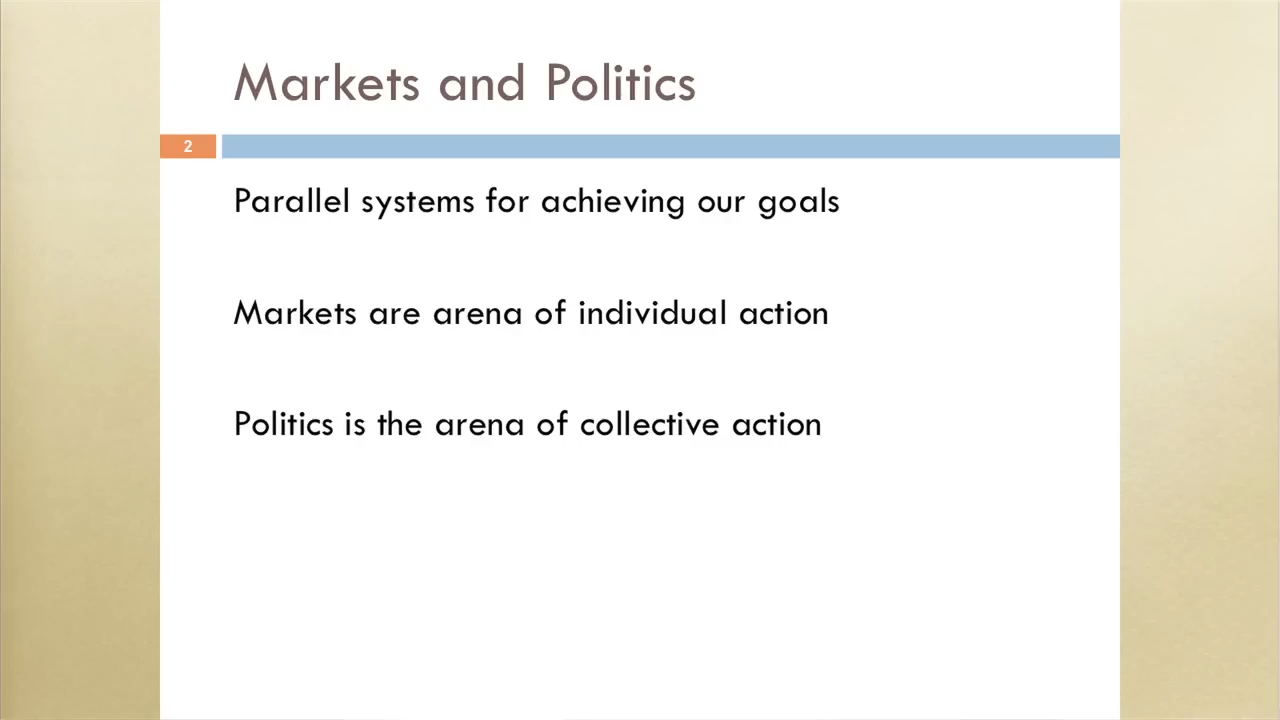 Markets and Politics
2
Parallel systems for achieving our goals
Markets are arena of individual action
Politics is the arena of collective action